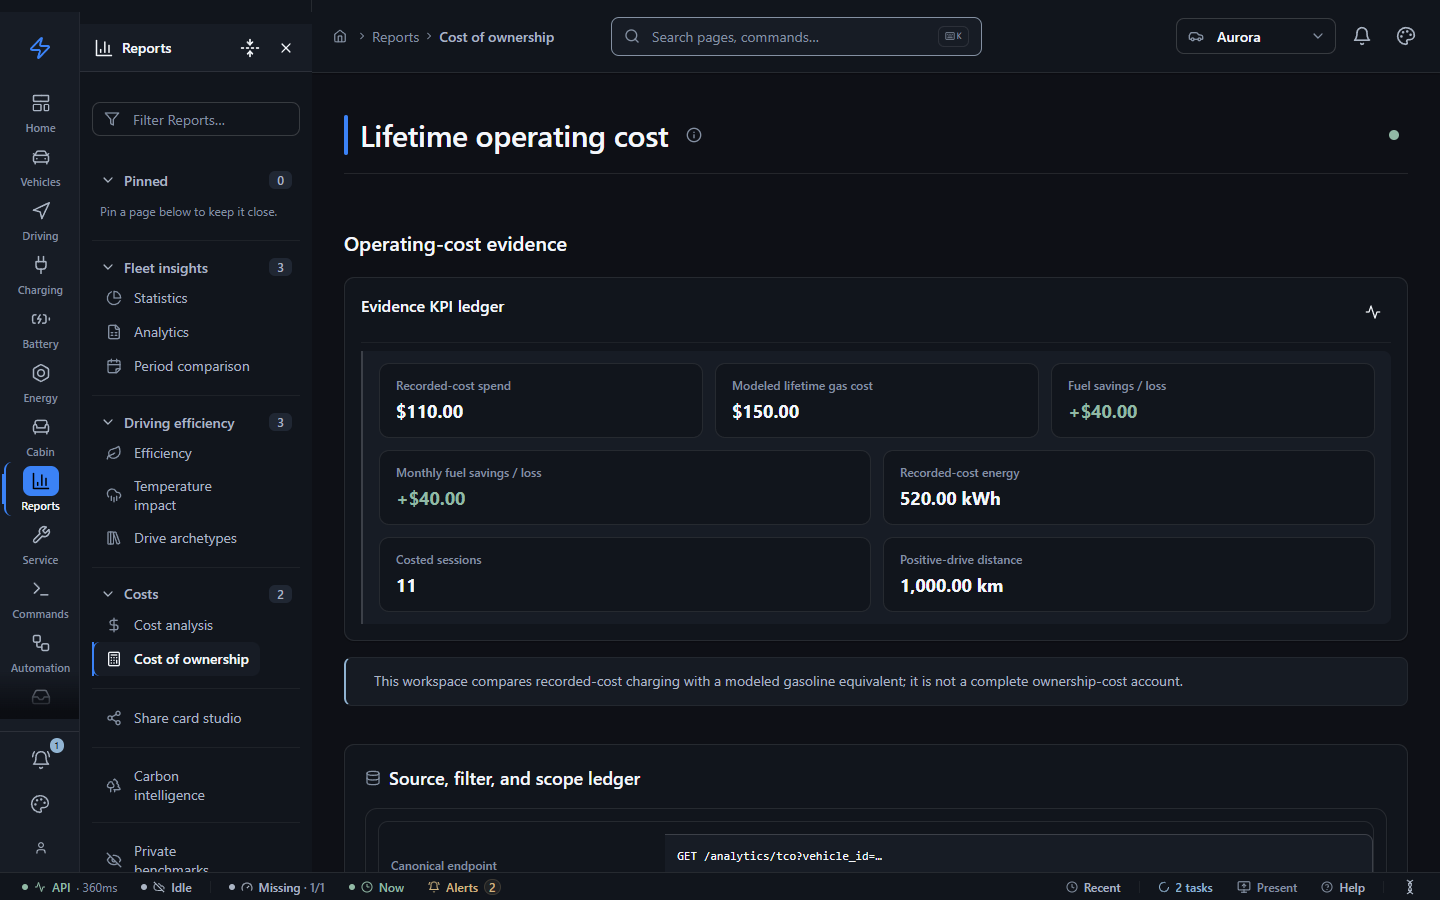 Home
Vehicles
Driving
Charging
Battery
Energy
Cabin
Reports
Service
Commands
Automation
1
Reports
Filter Reports...
Pinned 0
Pin a page below to keep it close.
Fleet insights 3
Statistics
Analytics
Period comparison
Driving efficiency 3
Efficiency
Temperature
impact
Drive archetypes
Costs 2
Cost analysis
Cost of ownership
Share card studio
Carbon
intelligence
Private
benchmarks
Reports > Cost of ownership
Search pages, commands... K
Aurora
Lifetime operating cost
Operating-cost evidence
Evidence KPI ledger
Recorded-cost spend
$110.00
Modeled lifetime gas cost
$150.00
Fuel savings / loss
+$40.00
Monthly fuel savings / loss
+$40.00
Recorded-cost energy
520.00 kWh
Costed sessions
11
Positive-drive distance
1,000.00 km
This workspace compares recorded-cost charging with a modeled gasoline equivalent; it is not a complete ownership-cost account.
Source, filter, and scope ledger
Canonical endpoint
GET /analytics/tco?vehicle_id=…
API · 360ms
Idle
Missing · 1/1
Now
Alerts 2
Recent
2 tasks
Present
Help